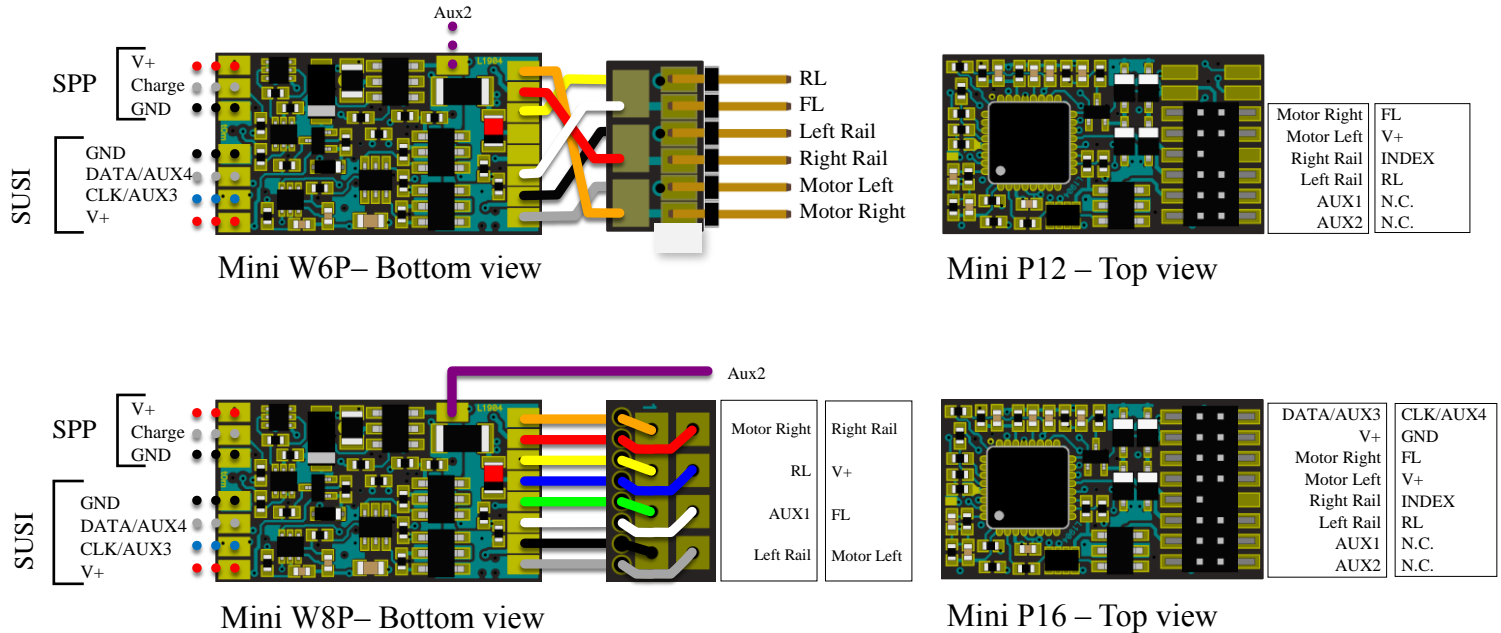 Aux2
SPP
V+
Charge
GND
SUSI
GND
DATA/AUX4
CLK/AUX3
V+
L1904
RL
FL
Left Rail
Right Rail
Motor Left
Motor Right
Mini W6P– Bottom view
Motor Right FL
Motor Left V+
Right Rail INDEX
Left Rail RL
AUX1 N.C.
AUX2 N.C.
Mini P12 – Top view
Aux2
SPP
V+
Charge
GND
SUSI
GND
DATA/AUX4
CLK/AUX3
V+
L1904
1
Motor Right Right Rail
RL V+
AUX1 FL
Left Rail Motor Left
Mini W8P– Bottom view
DATA/AUX3 CLK/AUX4
V+ GND
Motor Right FL
Motor Left V+
Right Rail INDEX
Left Rail RL
AUX1 N.C.
AUX2 N.C.
Mini P16 – Top view